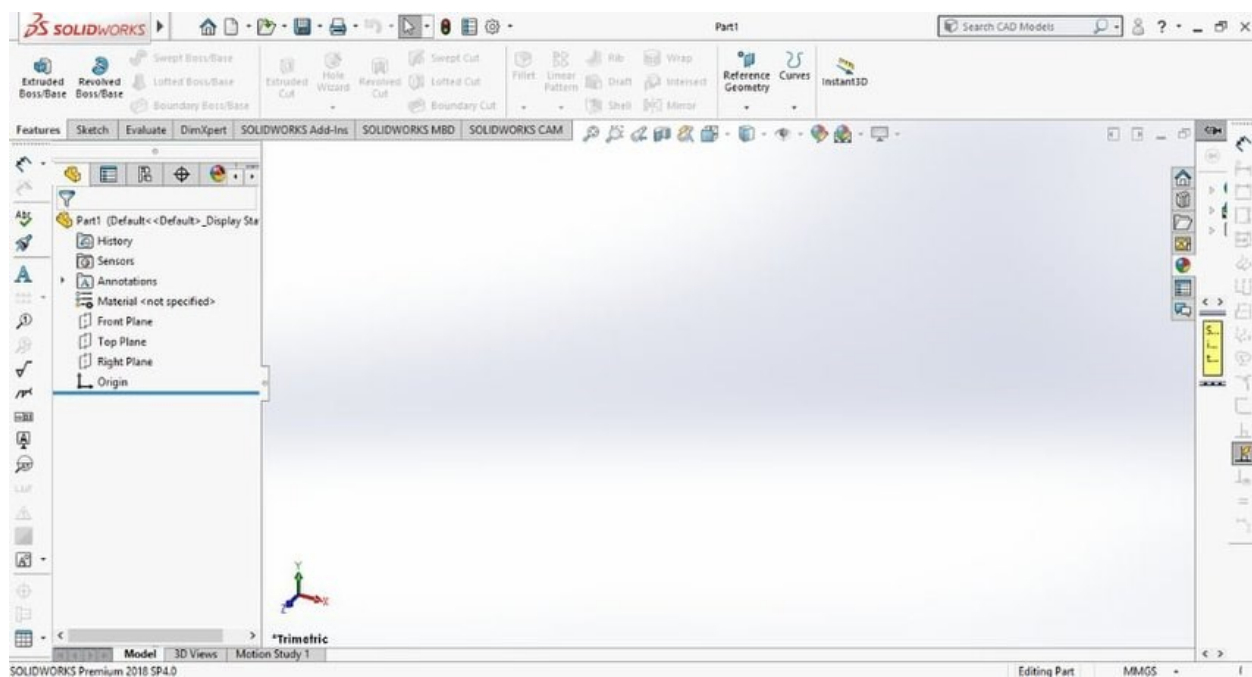 SOLIDWORKS
Part1
Search CAD Models
?
Extruded Boss/Base
Revolved Boss/Base
Swept Boss/Base
Lofted Boss/Base
Boundary Boss/Base
Extruded Cut
Hole Wizard
Revolved Cut
Swept Cut
Lofted Cut
Boundary Cut
Fillet
Linear Pattern
Rib
Draft
Shell
Wrap
Intersect
Mirror
Reference Geometry
Curves
Instant3D
Features Sketch Evaluate DimXpert SOLIDWORKS Add-Ins SOLIDWORKS MBD SOLIDWORKS CAM
Part1 (Default<<Default>_Display Sta
History
Sensors
Annotations
Material <not specified>
Front Plane
Top Plane
Right Plane
Origin
S...
i...
t...
Y
X
Z
*Trimetric
Model 3D Views Motion Study 1
SOLIDWORKS Premium 2018 SP4.0
Editing Part MMGS